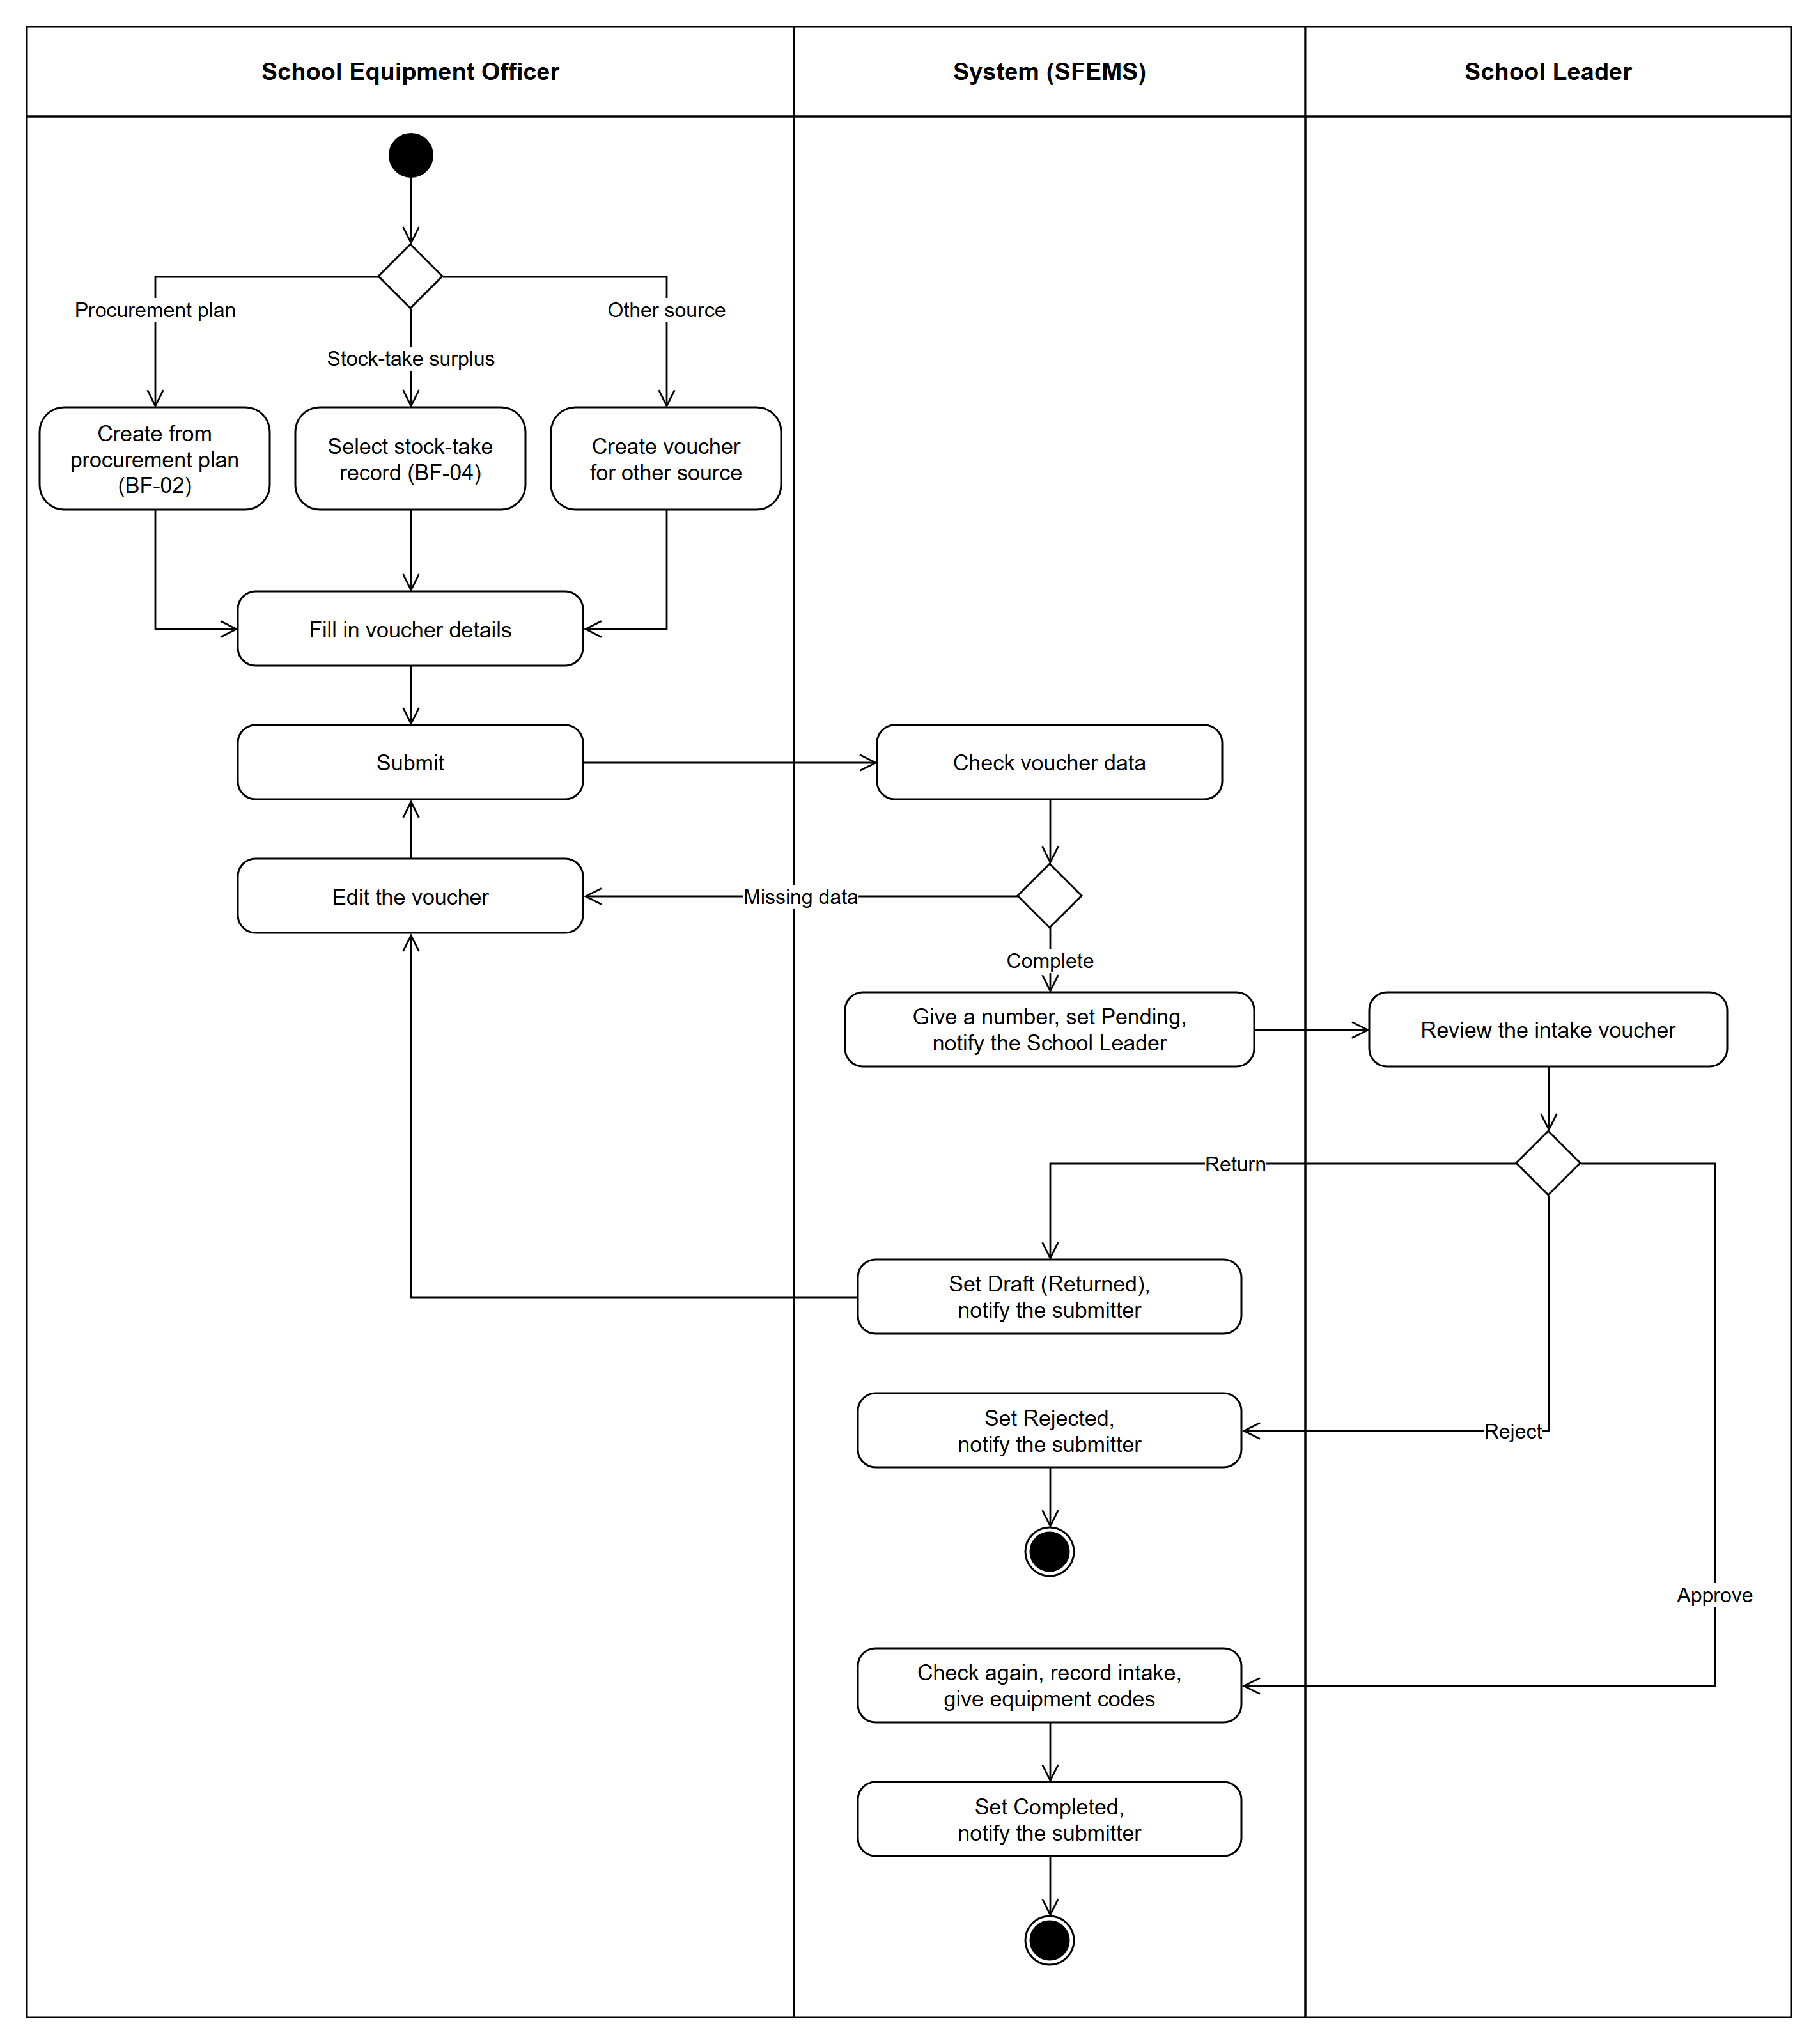 School Equipment Officer
System (SFEMS)
School Leader
Procurement plan
Other source
Stock-take surplus
Create from
procurement plan
(BF-02)
Select stock-take
record (BF-04)
Create voucher
for other source
Fill in voucher details
Submit
Check voucher data
Edit the voucher
Missing data
Complete
Give a number, set Pending,
notify the School Leader
Review the intake voucher
Return
Set Draft (Returned),
notify the submitter
Set Rejected,
notify the submitter
Reject
Approve
Check again, record intake,
give equipment codes
Set Completed,
notify the submitter